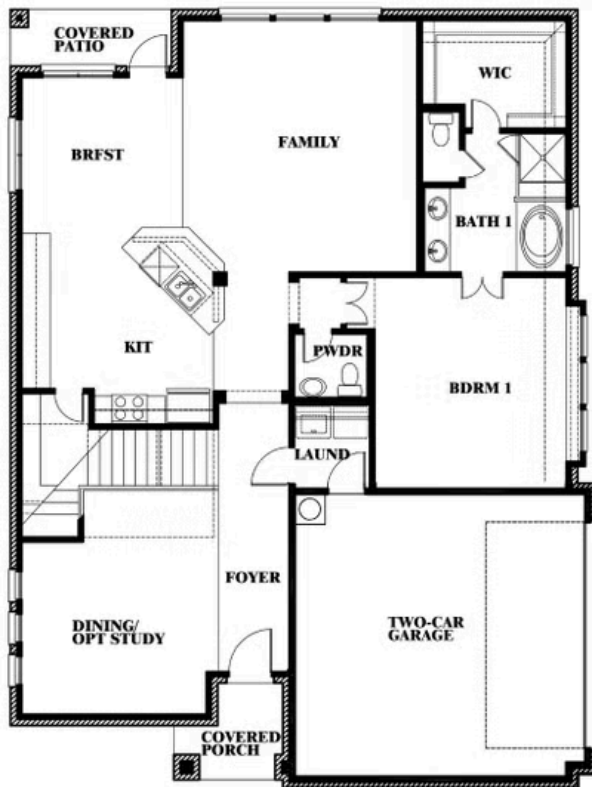 COVERED
PATIO
WIC
BRFST
FAMILY
BATH 1
KIT
PWDR
BDRM 1
LAUND
FOYER
DINING/
OPT STUDY
TWO-CAR
GARAGE
COVERED
PORCH